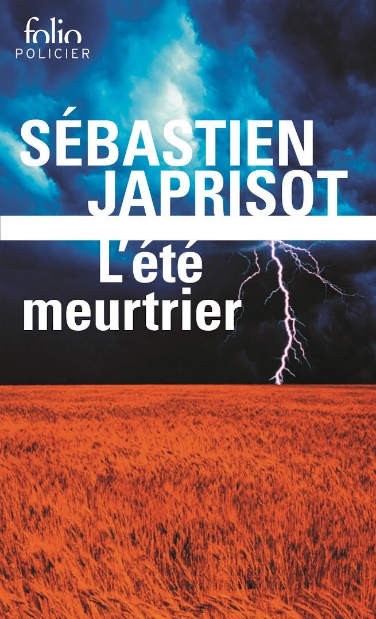 folio
POLICIER
SÉBASTIEN
JAPRISOT
L'été
meurtrier